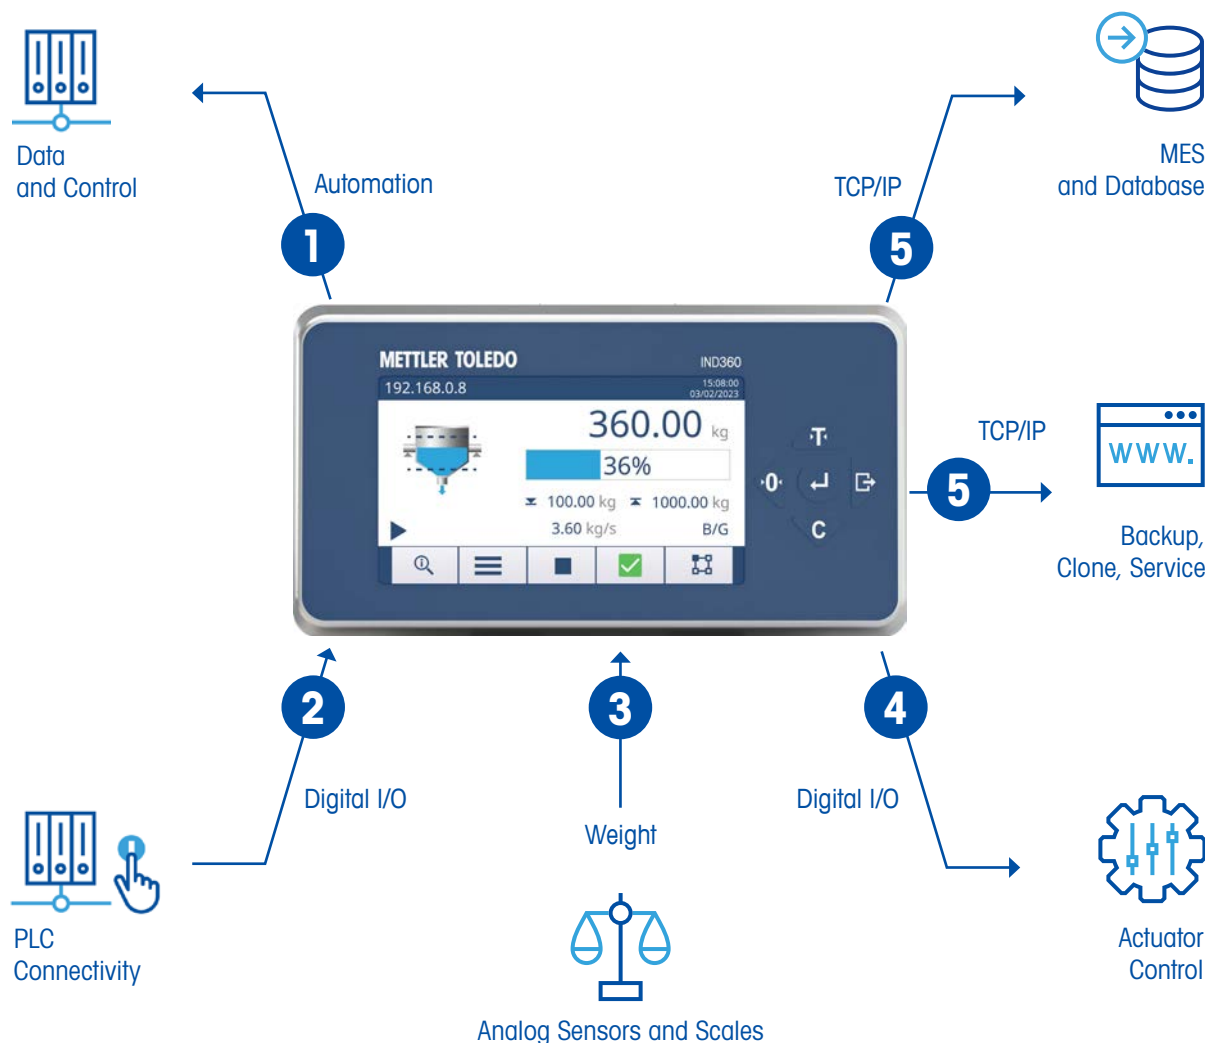 Data
and Control
Automation
1
TCP/IP
5
MES
and Database
METTLER TOLEDO
IND360
192.168.0.8
15:08:00
03/02/2023
360.00 kg
36%
100.00 kg
1000.00 kg
3.60 kg/s
B/G
T
0
C
TCP/IP
5
www.
Backup,
Clone, Service
2
Digital I/O
PLC
Connectivity
3
Weight
Analog Sensors and Scales
4
Digital I/O
Actuator
Control